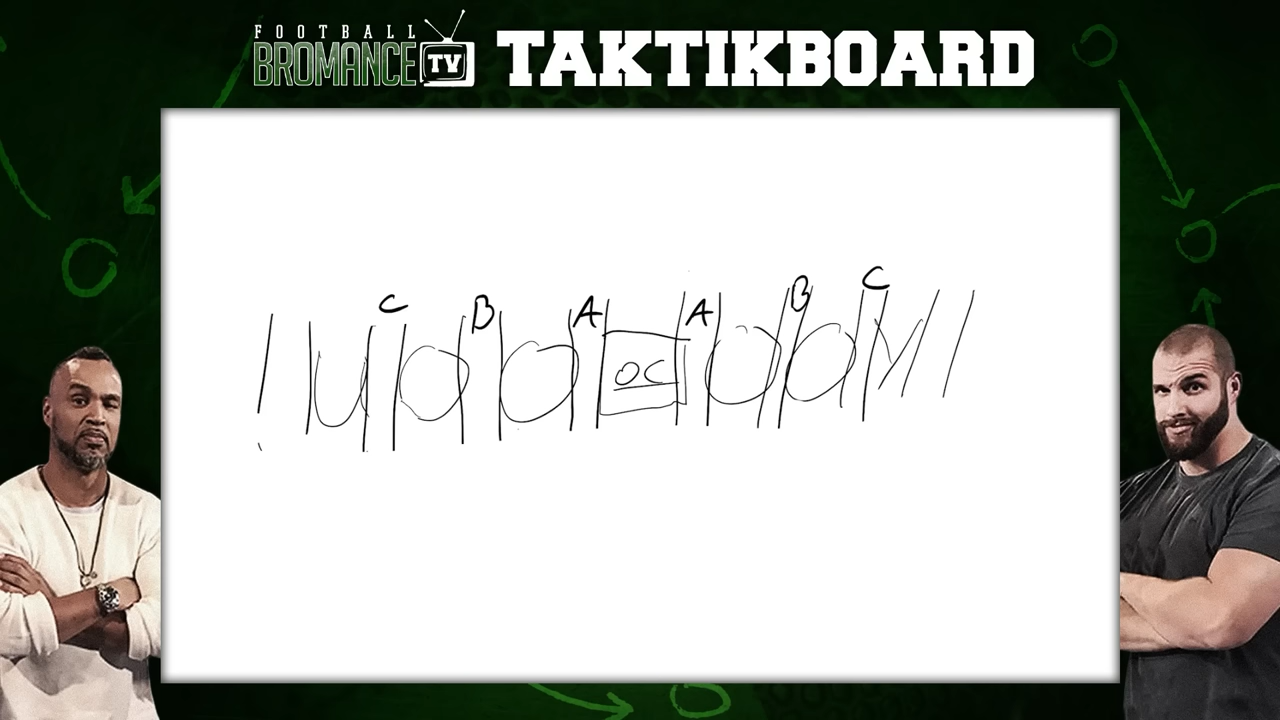 FOOTBALL
BROMANCE TV
TAKTIKBOARD
C B A A B C
OC